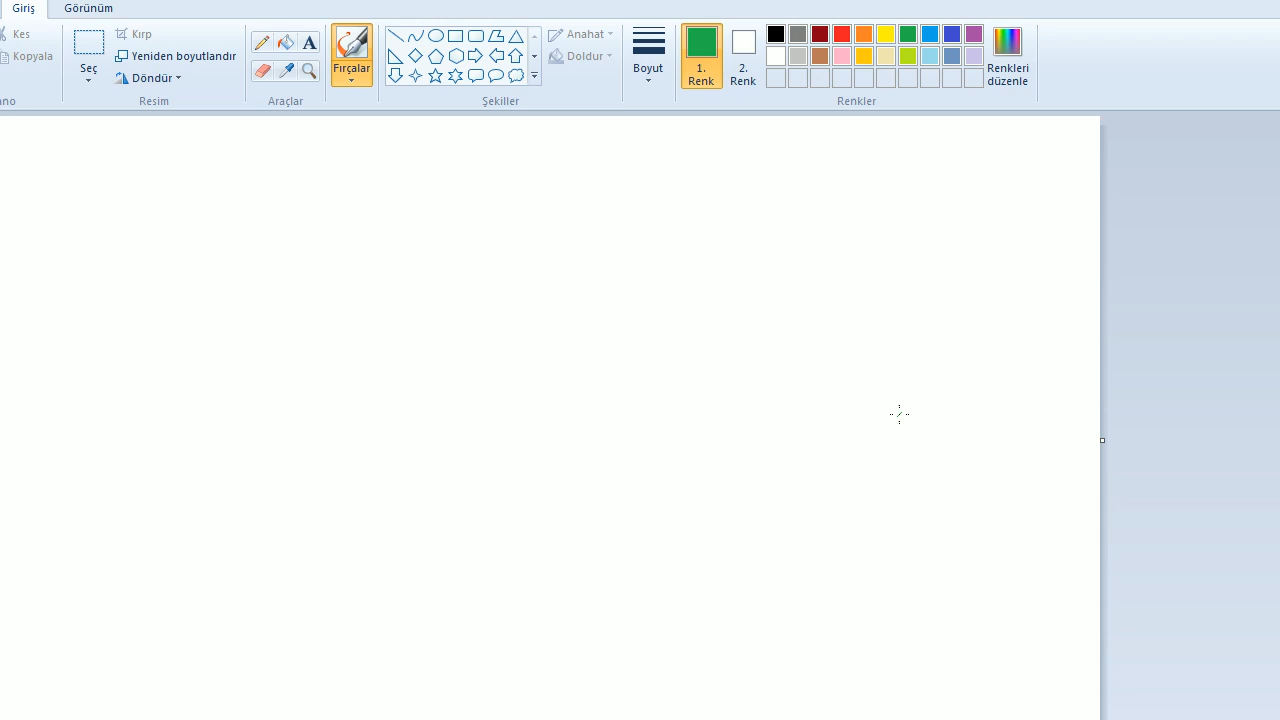 Giriş Görünüm
Kes
Kopyala
Seç
Kırp
Yeniden boyutlandır
Döndür
Resim
A
Araçlar
Fırçalar
Şekiller
Anahat
Doldur
Boyut
1.
Renk
2.
Renk
Renkler
Renkleri
düzenle